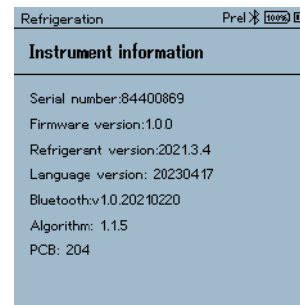 Refrigeration Prel 100%
Instrument information
Serial number:84400869
Firmware version:1.0.0
Refrigerant version:2021.3.4
Language version: 20230417
Bluetooth:v1.0.20210220
Algorithm: 1.1.5
PCB: 204